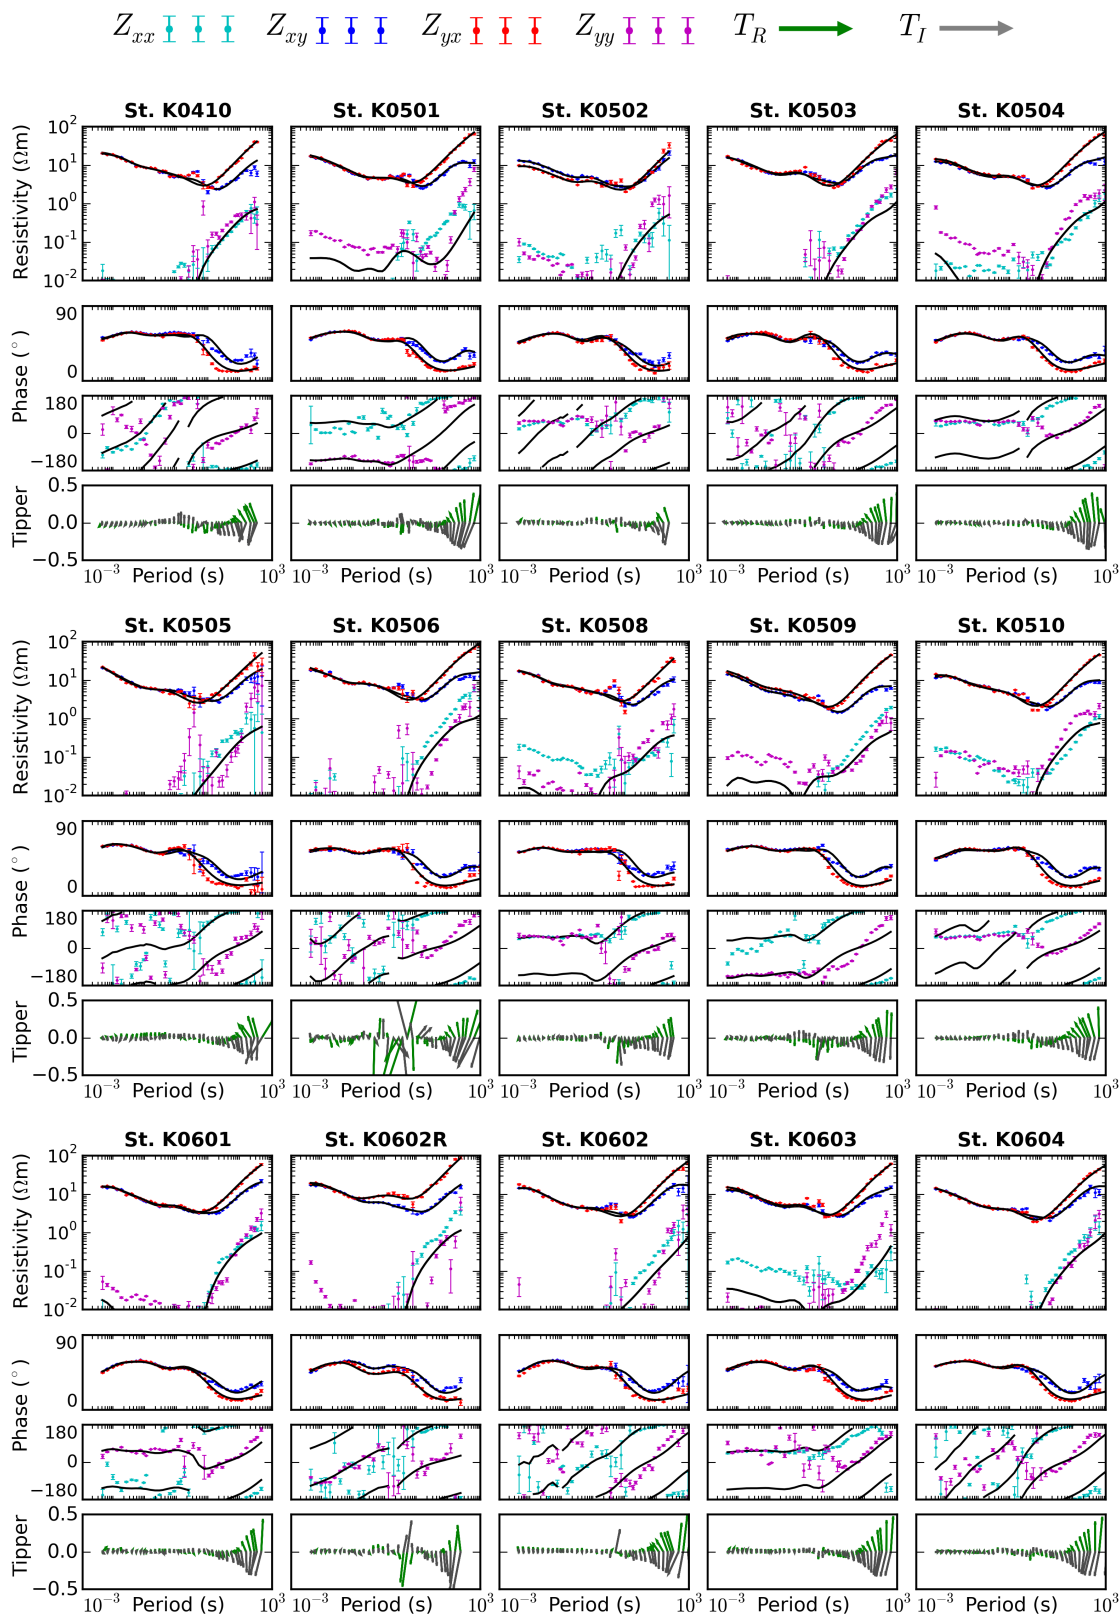 Z_xx Z_xy Z_yx Z_yy T_R T_I
St. K0410 St. K0501 St. K0502 St. K0503 St. K0504
Resistivity (Ωm)
10^2
10^1
10^0
10^-1
10^-2
Phase (°)
90
0
180
0
−180
Tipper
0.5
0.0
−0.5
10^-3 Period (s) 10^3 10^-3 Period (s) 10^3 10^-3 Period (s) 10^3 10^-3 Period (s) 10^3 10^-3 Period (s) 10^3
St. K0505 St. K0506 St. K0508 St. K0509 St. K0510
Resistivity (Ωm)
10^2
10^1
10^0
10^-1
10^-2
Phase (°)
90
0
180
0
−180
Tipper
0.5
0.0
−0.5
10^-3 Period (s) 10^3 10^-3 Period (s) 10^3 10^-3 Period (s) 10^3 10^-3 Period (s) 10^3 10^-3 Period (s) 10^3
St. K0601 St. K0602R St. K0602 St. K0603 St. K0604
Resistivity (Ωm)
10^2
10^1
10^0
10^-1
10^-2
Phase (°)
90
0
180
0
−180
Tipper
0.5
0.0
−0.5
10^-3 Period (s) 10^3 10^-3 Period (s) 10^3 10^-3 Period (s) 10^3 10^-3 Period (s) 10^3 10^-3 Period (s) 10^3